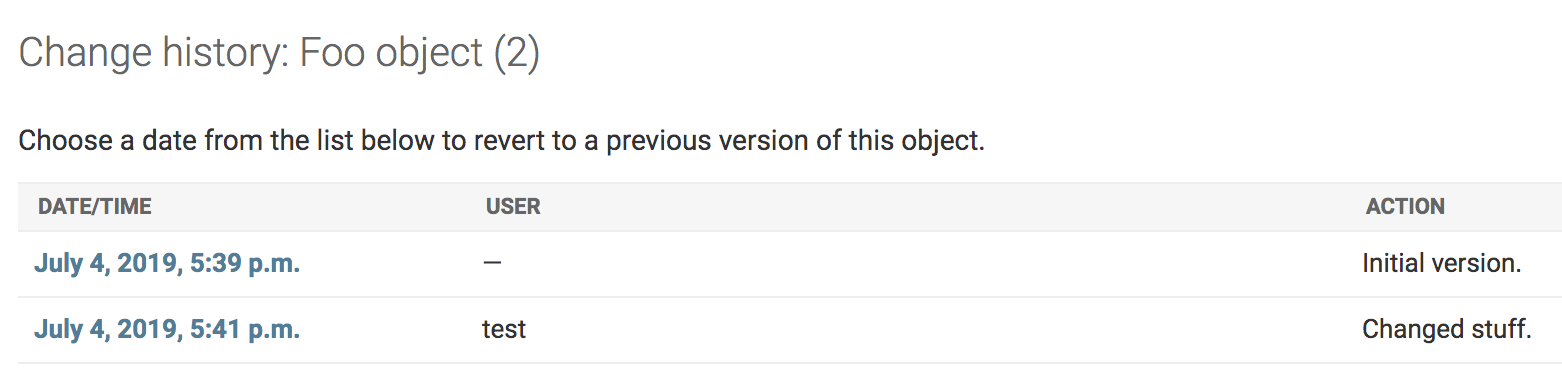 Change history: Foo object (2)
Choose a date from the list below to revert to a previous version of this object.
DATE/TIME USER ACTION
July 4, 2019, 5:39 p.m. — Initial version.
July 4, 2019, 5:41 p.m. test Changed stuff.